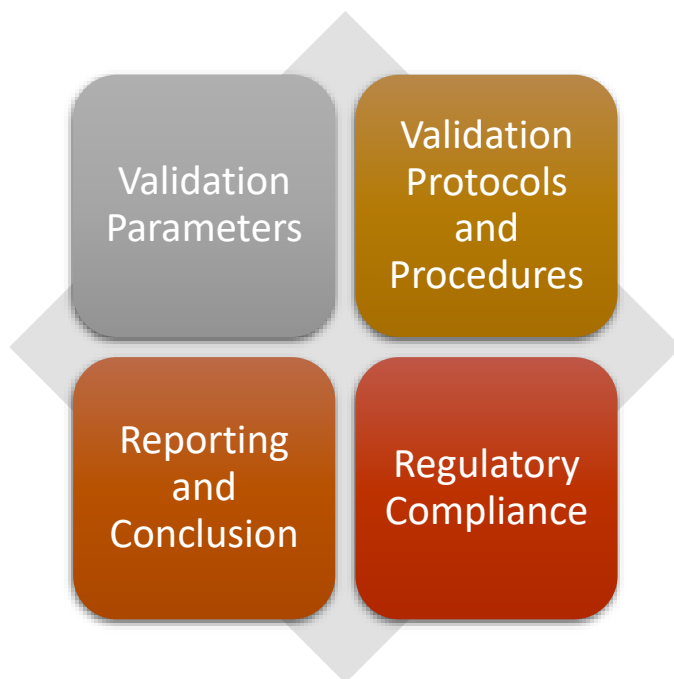 Validation
Parameters
Validation
Protocols
and
Procedures
Reporting
and
Conclusion
Regulatory
Compliance